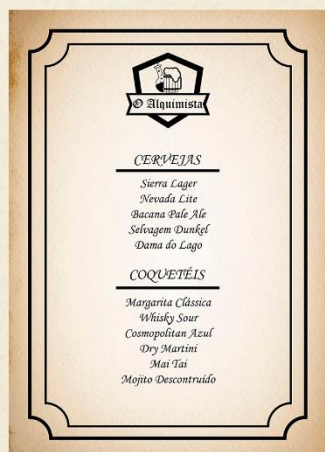 O Alquimista
CERVEJAS
Sierra Lager
Nevada Lite
Bacana Pale Ale
Selvagem Dunkel
Dama do Lago
COQUETÉIS
Margarita Clássica
Whisky Sour
Cosmopolitan Azul
Dry Martini
Mai Tai
Mojito Descontruído